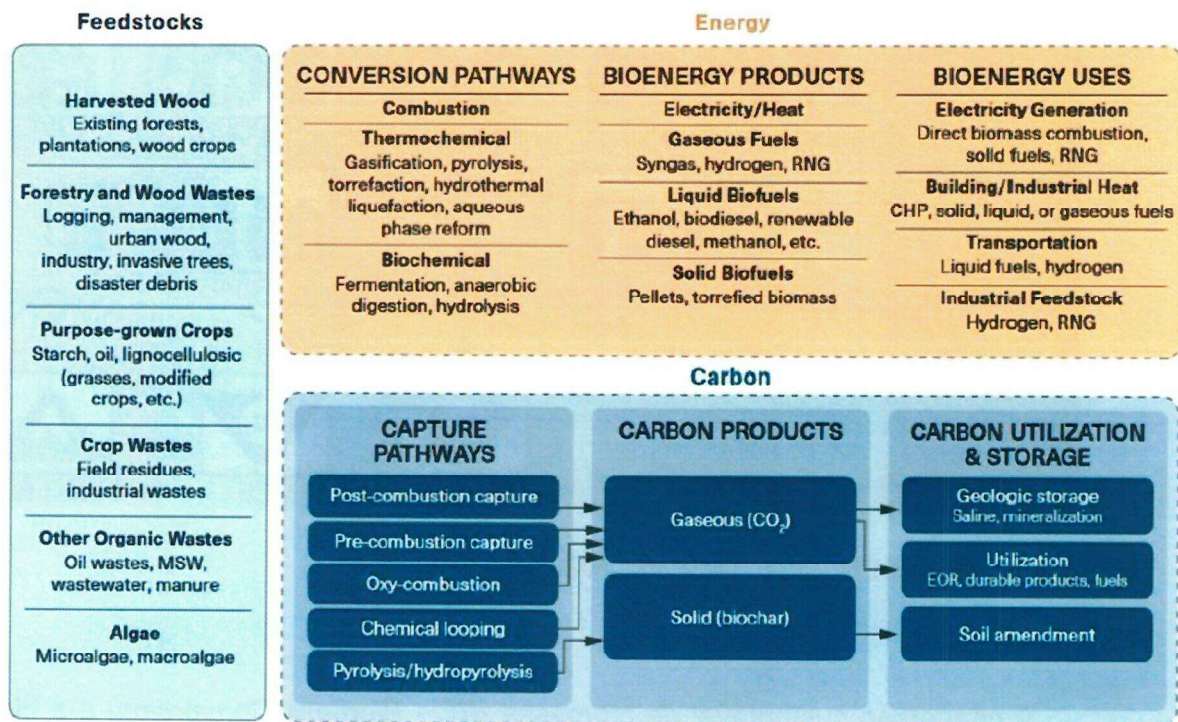 Feedstocks
Harvested Wood
Existing forests,
plantations, wood crops
Forestry and Wood Wastes
Logging, management,
urban wood,
industry, invasive trees,
disaster debris
Purpose-grown Crops
Starch, oil, lignocellulosic
(grasses, modified
crops, etc.)
Crop Wastes
Field residues,
industrial wastes
Other Organic Wastes
Oil wastes, MSW,
wastewater, manure
Algae
Microalgae, macroalgae
Energy
CONVERSION PATHWAYS
Combustion
Thermochemical
Gasification, pyrolysis,
torrefaction, hydrothermal
liquefaction, aqueous
phase reform
Biochemical
Fermentation, anaerobic
digestion, hydrolysis
BIOENERGY PRODUCTS
Electricity/Heat
Gaseous Fuels
Syngas, hydrogen, RNG
Liquid Biofuels
Ethanol, biodiesel, renewable
diesel, methanol, etc.
Solid Biofuels
Pellets, torrefied biomass
BIOENERGY USES
Electricity Generation
Direct biomass combustion,
solid fuels, RNG
Building/Industrial Heat
CHP, solid, liquid, or gaseous fuels
Transportation
Liquid fuels, hydrogen
Industrial Feedstock
Hydrogen, RNG
Carbon
CAPTURE
PATHWAYS
Post-combustion capture
Pre-combustion capture
Oxy-combustion
Chemical looping
Pyrolysis/hydropyrolysis
CARBON PRODUCTS
Gaseous (CO₂)
Solid (biochar)
CARBON UTILIZATION
& STORAGE
Geologic storage
Saline, mineralization
Utilization
EOR, durable products, fuels
Soil amendment